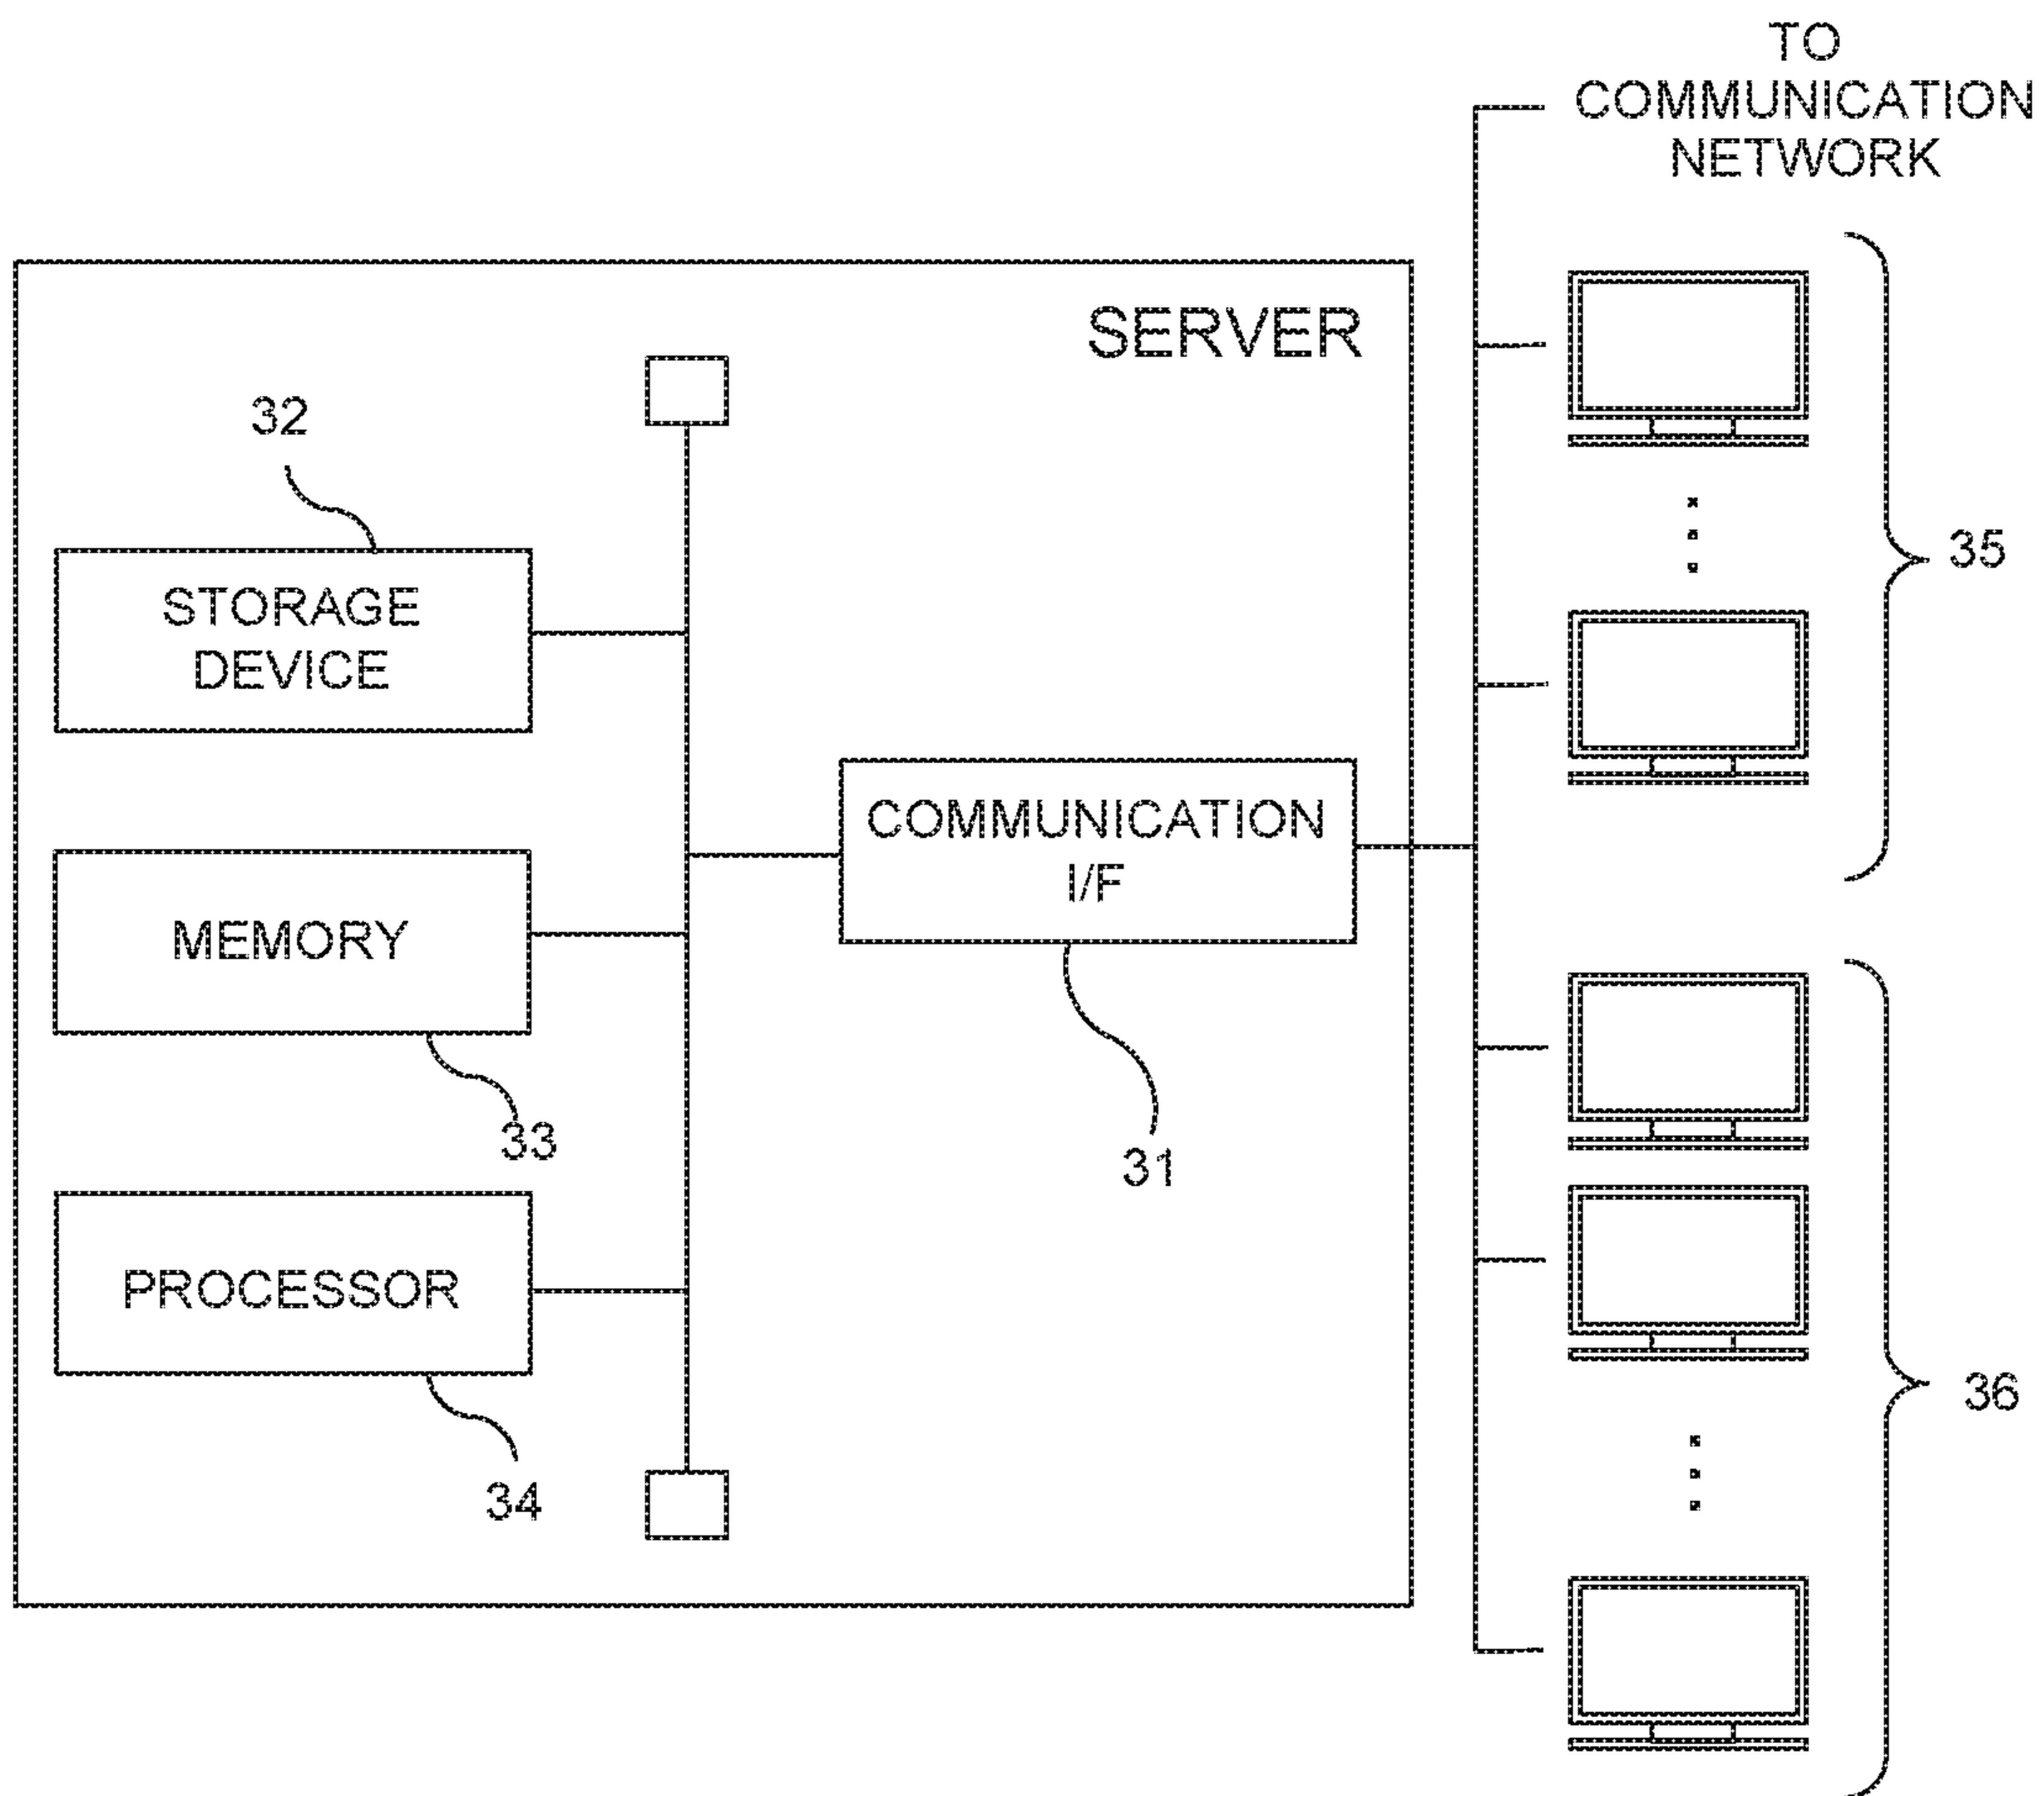 TO
COMMUNICATION
NETWORK
SERVER
32
STORAGE
DEVICE
35
COMMUNICATION
I/F
MEMORY
33
31
PROCESSOR
34
36